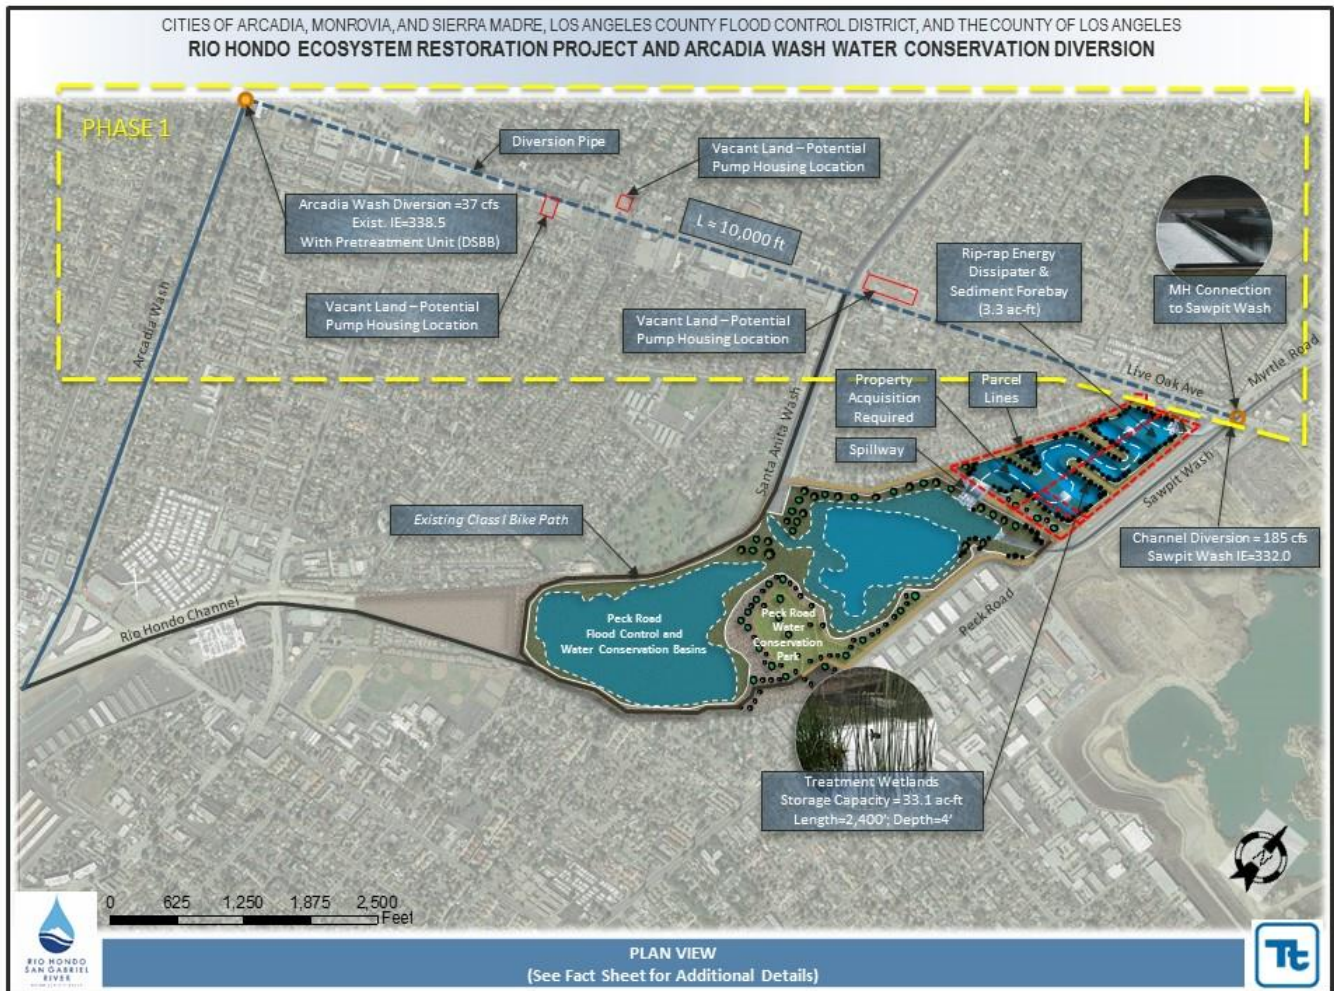 CITIES OF ARCADIA, MONROVIA, AND SIERRA MADRE, LOS ANGELES COUNTY FLOOD CONTROL DISTRICT, AND THE COUNTY OF LOS ANGELES
RIO HONDO ECOSYSTEM RESTORATION PROJECT AND ARCADIA WASH WATER CONSERVATION DIVERSION
PHASE 1
Diversion Pipe
Vacant Land – Potential
Pump Housing Location
Arcadia Wash Diversion =37 cfs
Exist. IE=338.5
With Pretreatment Unit (DSBB)
L = 10,000 ft
Rip-rap Energy
Dissipater &
Sediment Forebay
(3.3 ac-ft)
MH Connection
to Sawpit Wash
Vacant Land – Potential
Pump Housing Location
Vacant Land – Potential
Pump Housing Location
Arcadia Wash
Live Oak Ave
Myrtle Road
Property
Acquisition
Required
Parcel
Lines
Spillway
Santa Anita Wash
Sawpit Wash
Existing Class I Bike Path
Channel Diversion = 185 cfs
Sawpit Wash IE=332.0
Rio Hondo Channel
Peck Road
Flood Control and
Water Conservation Basins
Peck Road
Water
Conservation
Park
Peck Road
Treatment Wetlands
Storage Capacity = 33.1 ac-ft
Length=2,400'; Depth=4'
0 625 1,250 1,875 2,500
Feet
RIO HONDO
SAN GABRIEL
RIVER
PLAN VIEW
(See Fact Sheet for Additional Details)
Tt